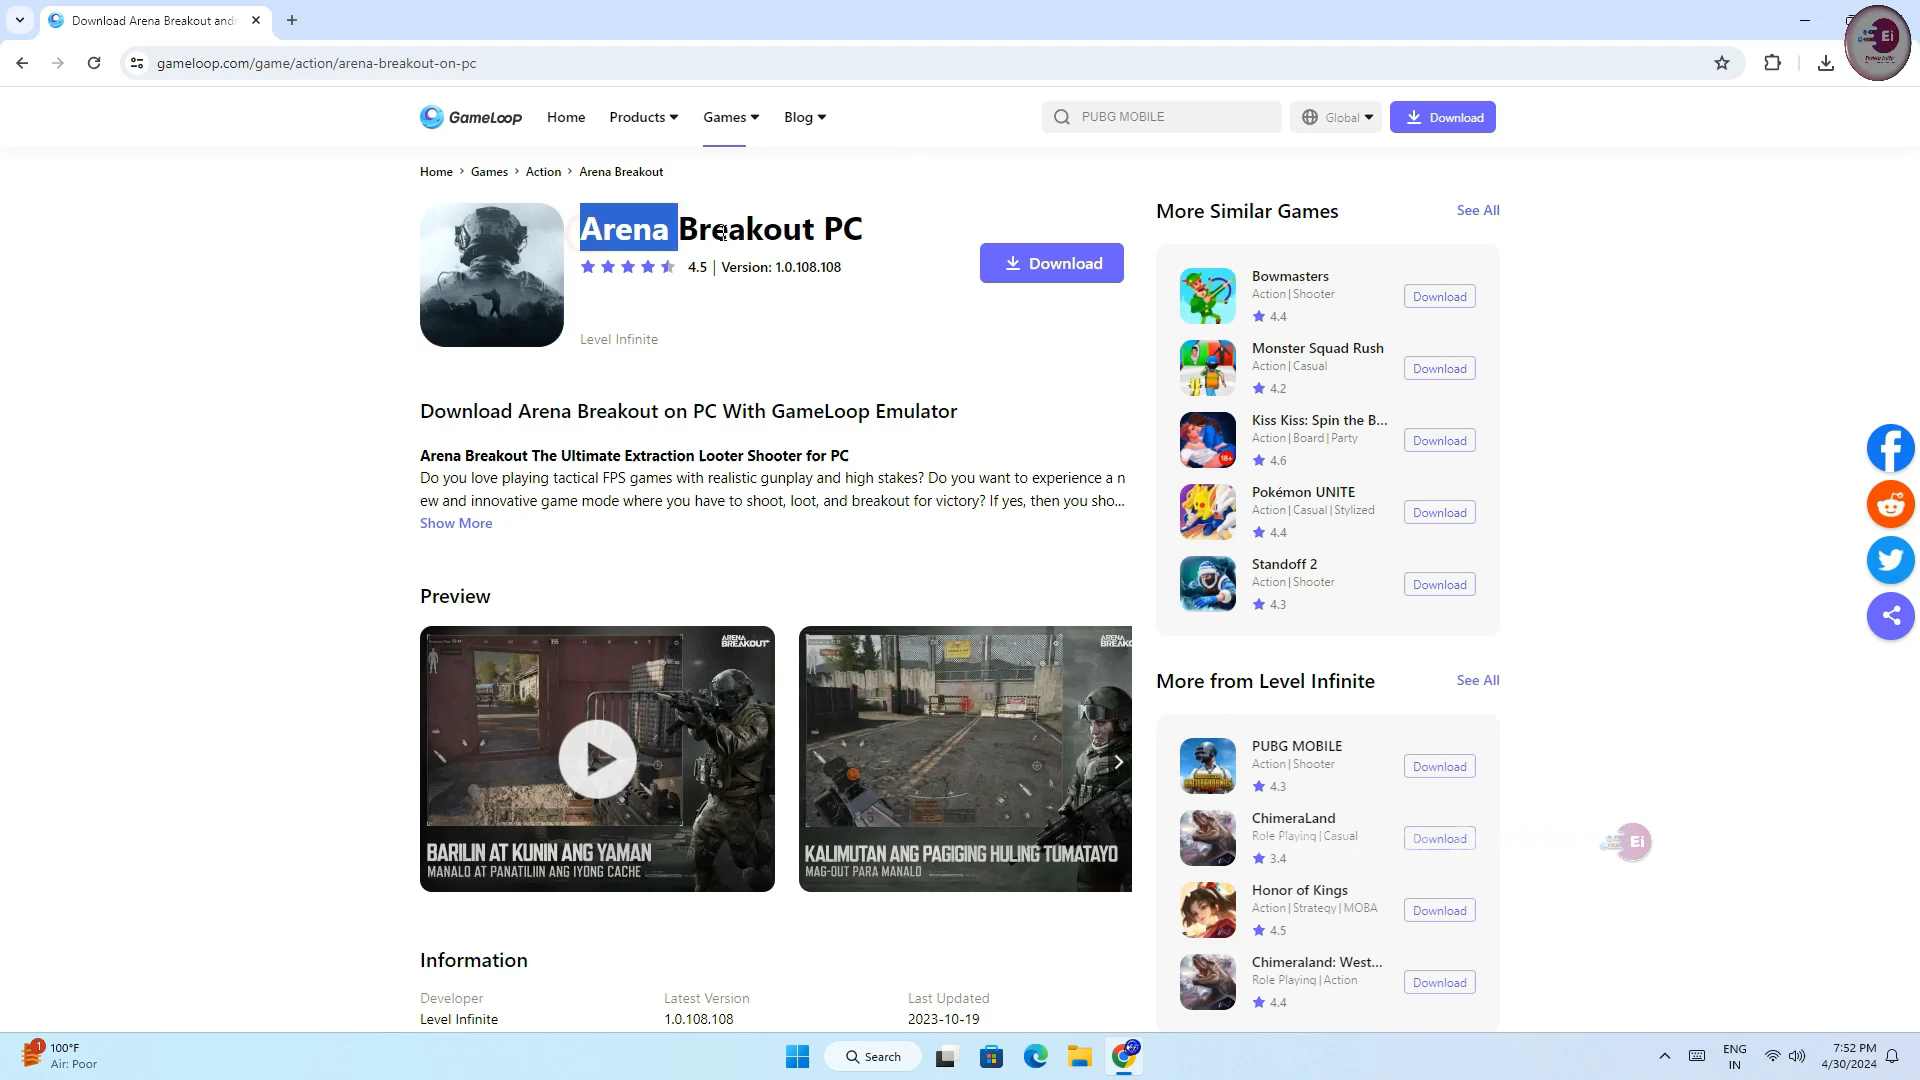 Download Arena Breakout and
gameloop.com/game/action/arena-breakout-on-pc
Ei
GameLoop
Home
Products
Games
Blog
PUBG MOBILE
Global
Download
Home > Games > Action > Arena Breakout
Arena Breakout PC
4.5 | Version: 1.0.108.108
Level Infinite
Download
Download Arena Breakout on PC With GameLoop Emulator
Arena Breakout The Ultimate Extraction Looter Shooter for PC
Do you love playing tactical FPS games with realistic gunplay and high stakes? Do you want to experience a n
ew and innovative game mode where you have to shoot, loot, and breakout for victory? If yes, then you sho...
Show More
Preview
ARENA
BREAKOUT
BARILIN AT KUNIN ANG YAMAN
MANALO AT PANATILIIN ANG IYONG CACHE
ARENA
BREAKO
KALIMUTAN ANG PAGIGING HULING TUMATAYO
MAG-OUT PARA MANALO
Information
Developer
Level Infinite
Latest Version
1.0.108.108
Last Updated
2023-10-19
More Similar Games
See All
Bowmasters
Action | Shooter
4.4
Download
Monster Squad Rush
Action | Casual
4.2
Download
18+
Kiss Kiss: Spin the B...
Action | Board | Party
4.6
Download
Pokémon UNITE
Action | Casual | Stylized
4.4
Download
Standoff 2
Action | Shooter
4.3
Download
More from Level Infinite
See All
PUBG MOBILE
Action | Shooter
4.3
Download
ChimeraLand
Role Playing | Casual
3.4
Download
Honor of Kings
Action | Strategy | MOBA
4.5
Download
Chimeraland: West...
Role Playing | Action
4.4
Download
Ei
1
100°F
Air: Poor
Search
ENG
IN
7:52 PM
4/30/2024